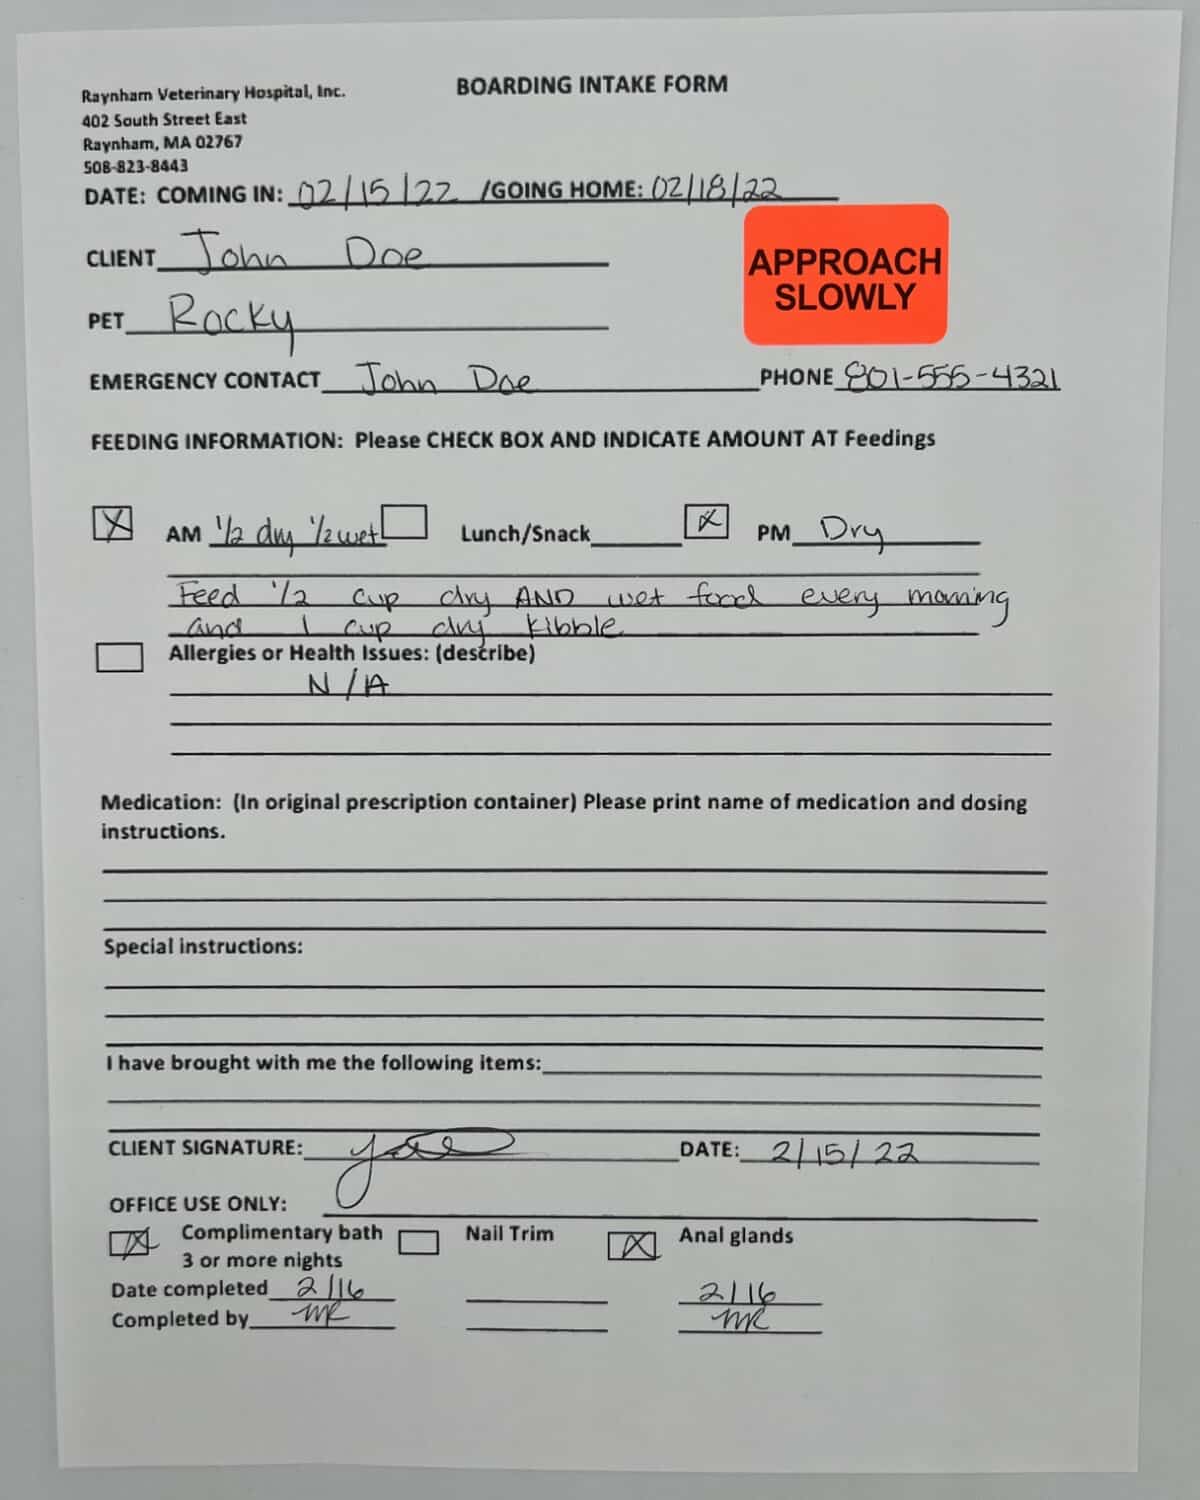 Raynham Veterinary Hospital, Inc.
BOARDING INTAKE FORM
402 South Street East
Raynham, MA 02767
508-823-8443
DATE: COMING IN: 02/15/22 /GOING HOME: 02/18/22
CLIENT John Doe
APPROACH
SLOWLY
PET Rocky
EMERGENCY CONTACT John Doe PHONE 801-555-4321
FEEDING INFORMATION: Please CHECK BOX AND INDICATE AMOUNT AT Feedings
X AM 1/2 dry 1/2 wet Lunch/Snack X PM Dry
Feed 1/2 cup dry AND wet food every morning
and 1 cup dry kibble
Allergies or Health Issues: (describe)
N/A
Medication: (In original prescription container) Please print name of medication and dosing
instructions.
Special instructions:
I have brought with me the following items:
CLIENT SIGNATURE: DATE: 2/15/22
OFFICE USE ONLY:
X Complimentary bath Nail Trim X Anal glands
3 or more nights
Date completed 2/16 2/16
Completed by MR MR